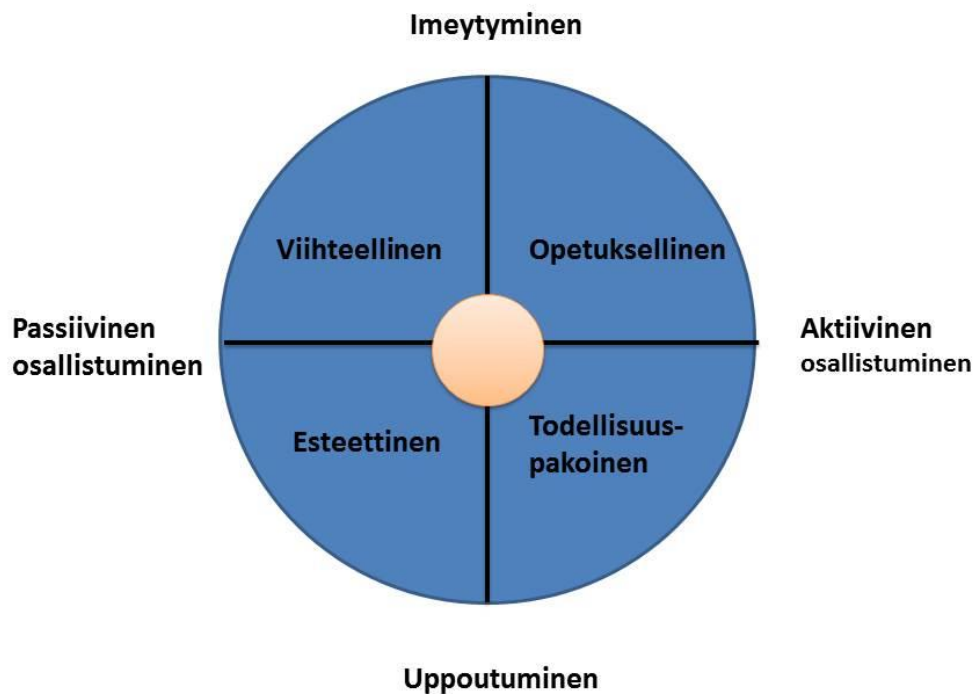 Imeytyminen
Viihteellinen
Opetuksellinen
Passiivinen
osallistuminen
Aktiivinen
osallistuminen
Esteettinen
Todellisuus-
pakoinen
Uppoutuminen